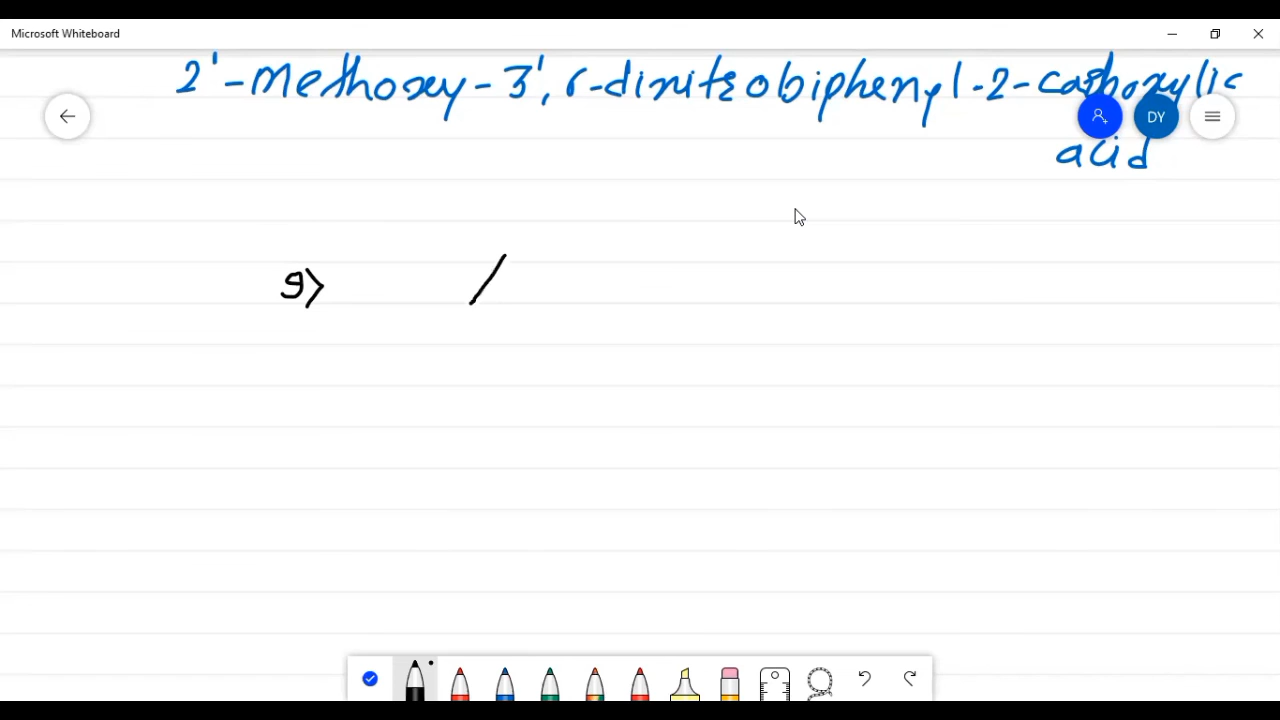 Microsoft Whiteboard
2'-methoxy-3', 6-dinitrobiphenyl-2-carboxylic
acid
DY
9>